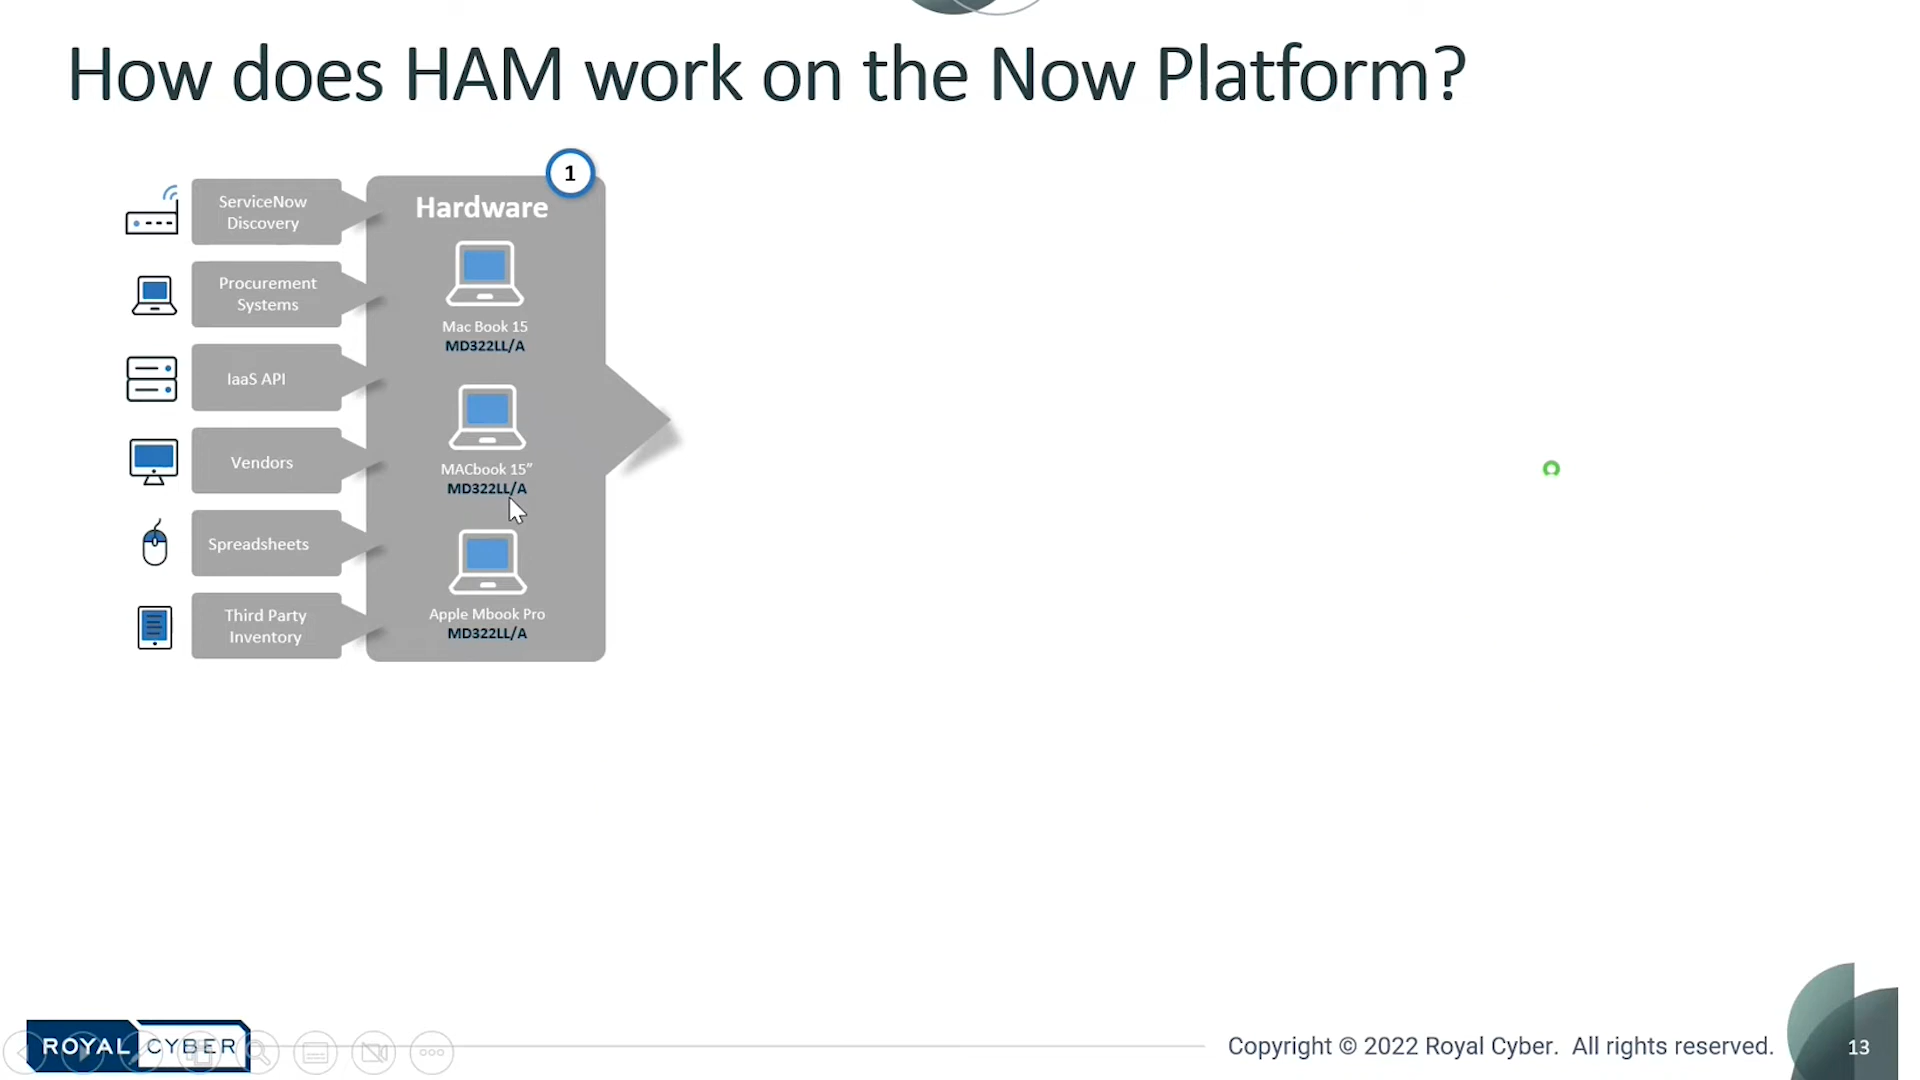 How does HAM work on the Now Platform?
1
ServiceNow
Discovery
Procurement
Systems
IaaS API
Vendors
Spreadsheets
Third Party
Inventory
Hardware
Mac Book 15
MD322LL/A
MACbook 15”
MD322LL/A
Apple Mbook Pro
MD322LL/A
ROYAL CYBER
Copyright © 2022 Royal Cyber. All rights reserved.
13